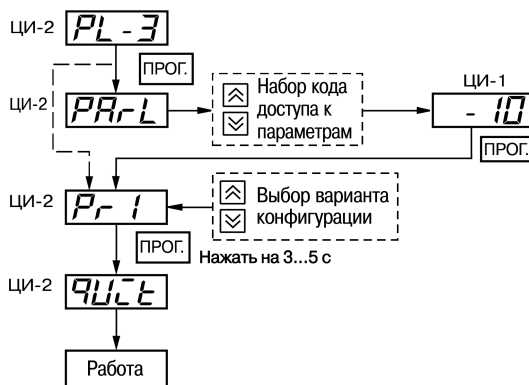 ЦИ-2 PL-3
ПРОГ.
ЦИ-2 PArL
Набор кода
доступа к
параметрам
ЦИ-1
- 10
ПРОГ.
ЦИ-2 Pr 1
Выбор варианта
конфигурации
ПРОГ.
Нажать на 3...5 с
ЦИ-2 quit
Работа